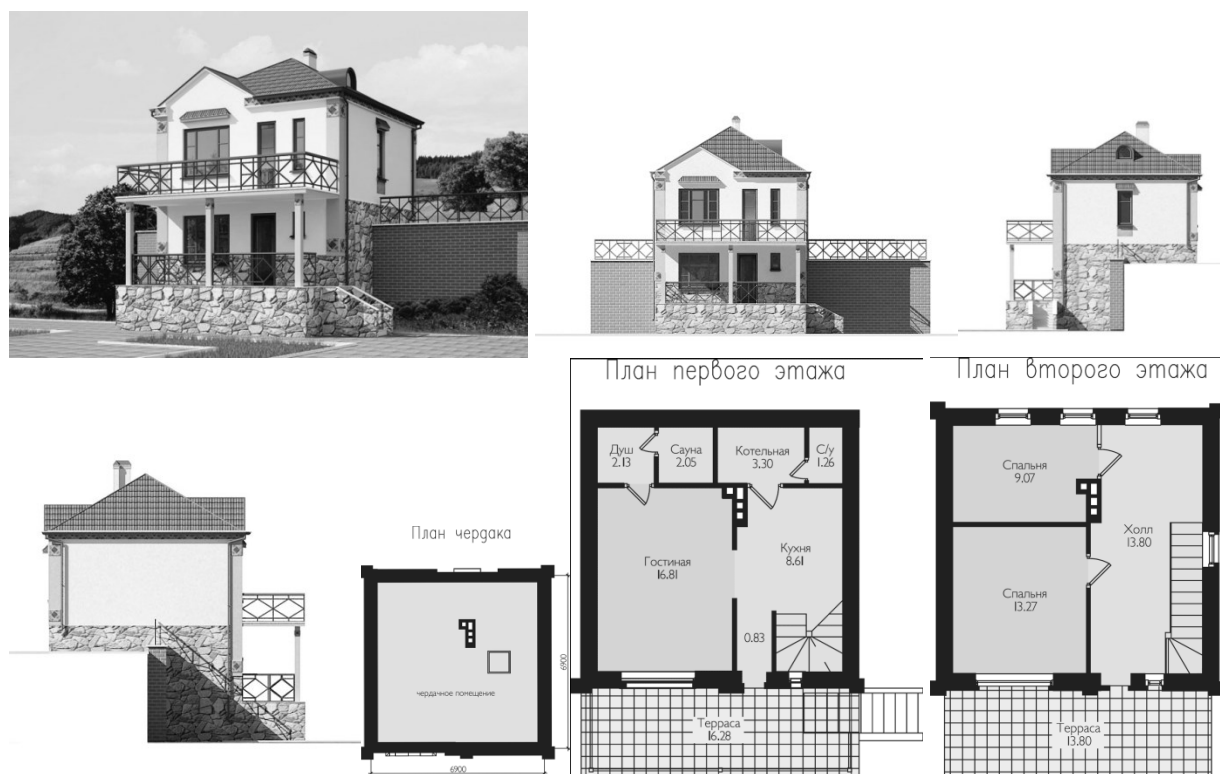 План первого этажа
План второго этажа
Душ
2.13
Сауна
2.05
Котельная
3.30
С/у
1.26
Гостиная
16.81
Кухня
8.61
0.83
Терраса
16.28
Спальня
9.07
Холл
13.80
Спальня
13.27
Терраса
13.80
План чердака
чердачное помещение
6900
6900